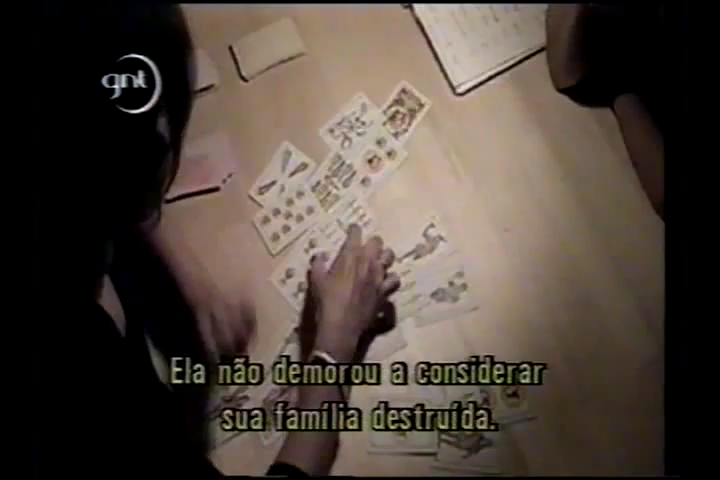 gnt
Ela não demorou a considerar
sua família destruída.